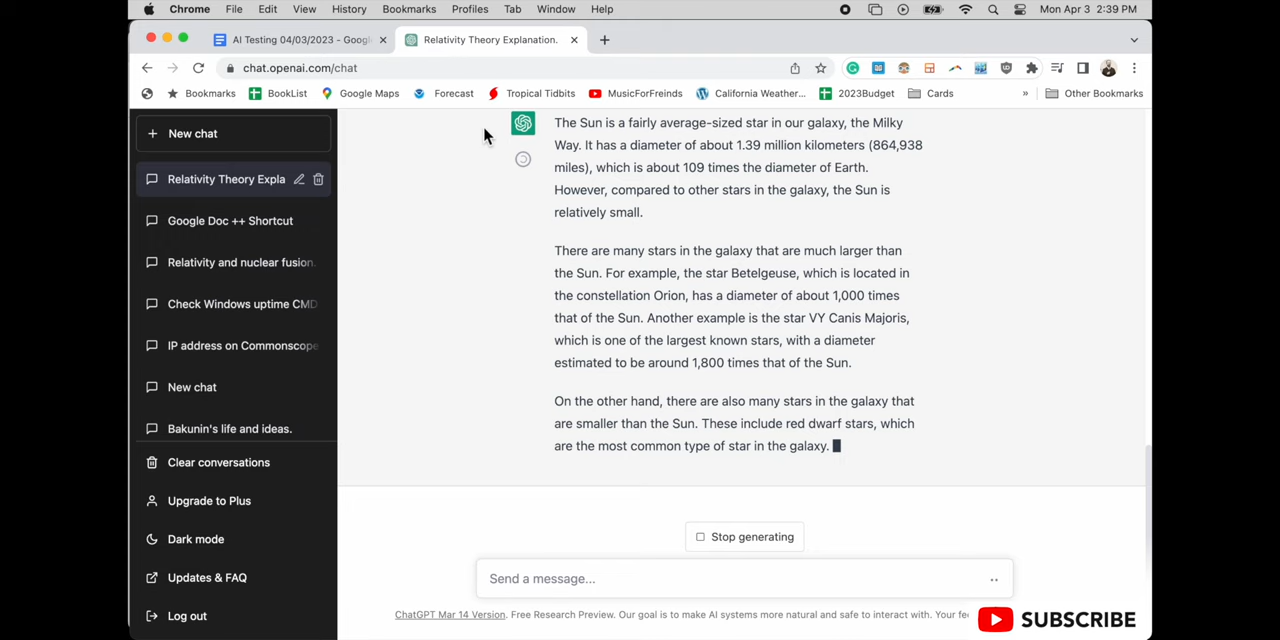 Chrome File Edit View History Bookmarks Profiles Tab Window Help Mon Apr 3 2:39 PM
AI Testing 04/03/2023 - Goog
Relativity Theory Explanation.
chat.openai.com/chat
Bookmarks BookList Google Maps Forecast Tropical Tidbits MusicForFreinds California Weather... 2023Budget Cards » Other Bookmarks
New chat
Relativity Theory Expla
Google Doc ++ Shortcut
Relativity and nuclear fusion.
Check Windows uptime CMD
IP address on Commonscope
New chat
Bakunin's life and ideas.
Clear conversations
Upgrade to Plus
Dark mode
Updates & FAQ
Log out
The Sun is a fairly average-sized star in our galaxy, the Milky
Way. It has a diameter of about 1.39 million kilometers (864,938
miles), which is about 109 times the diameter of Earth.
However, compared to other stars in the galaxy, the Sun is
relatively small.
There are many stars in the galaxy that are much larger than
the Sun. For example, the star Betelgeuse, which is located in
the constellation Orion, has a diameter of about 1,000 times
that of the Sun. Another example is the star VY Canis Majoris,
which is one of the largest known stars, with a diameter
estimated to be around 1,800 times that of the Sun.
On the other hand, there are also many stars in the galaxy that
are smaller than the Sun. These include red dwarf stars, which
are the most common type of star in the galaxy.
Stop generating
Send a message...
ChatGPT Mar 14 Version. Free Research Preview. Our goal is to make AI systems more natural and safe to interact with. Your fe
SUBSCRIBE